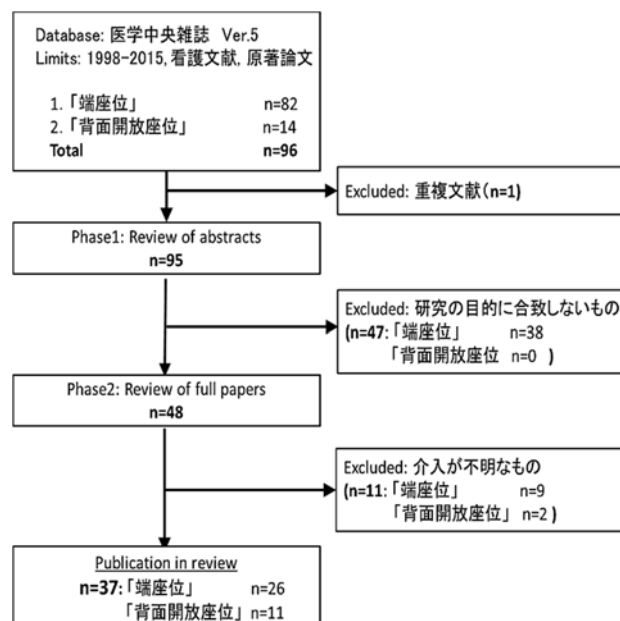 Database: 医学中央雑誌 Ver.5
Limits: 1998-2015, 看護文献, 原著論文
1. 「端座位」 n=82
2. 「背面開放座位」 n=14
Total n=96
Excluded: 重複文献(n=1)
Phase1: Review of abstracts
n=95
Excluded: 研究の目的に合致しないもの
(n=47: 「端座位」 n=38
「背面開放座位 n=0 )
Phase2: Review of full papers
n=48
Excluded: 介入が不明なもの
(n=11: 「端座位」 n=9
「背面開放座位」 n=2 )
Publication in review
n=37: 「端座位」 n=26
「背面開放座位」 n=11